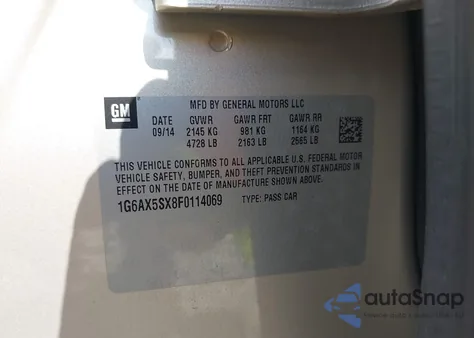 MFD BY GENERAL MOTORS LLC
GM
DATE GVWR GAWR FRT GAWR RR
09/14 2145 KG 981 KG 1164 KG
4728 LB 2163 LB 2565 LB
THIS VEHICLE CONFORMS TO ALL APPLICABLE U.S. FEDERAL MOTOR
VEHICLE SAFETY, BUMPER, AND THEFT PREVENTION STANDARDS IN
EFFECT ON THE DATE OF MANUFACTURE SHOWN ABOVE.
1G6AX5SX8F0114069 TYPE: PASS CAR
autoSnap